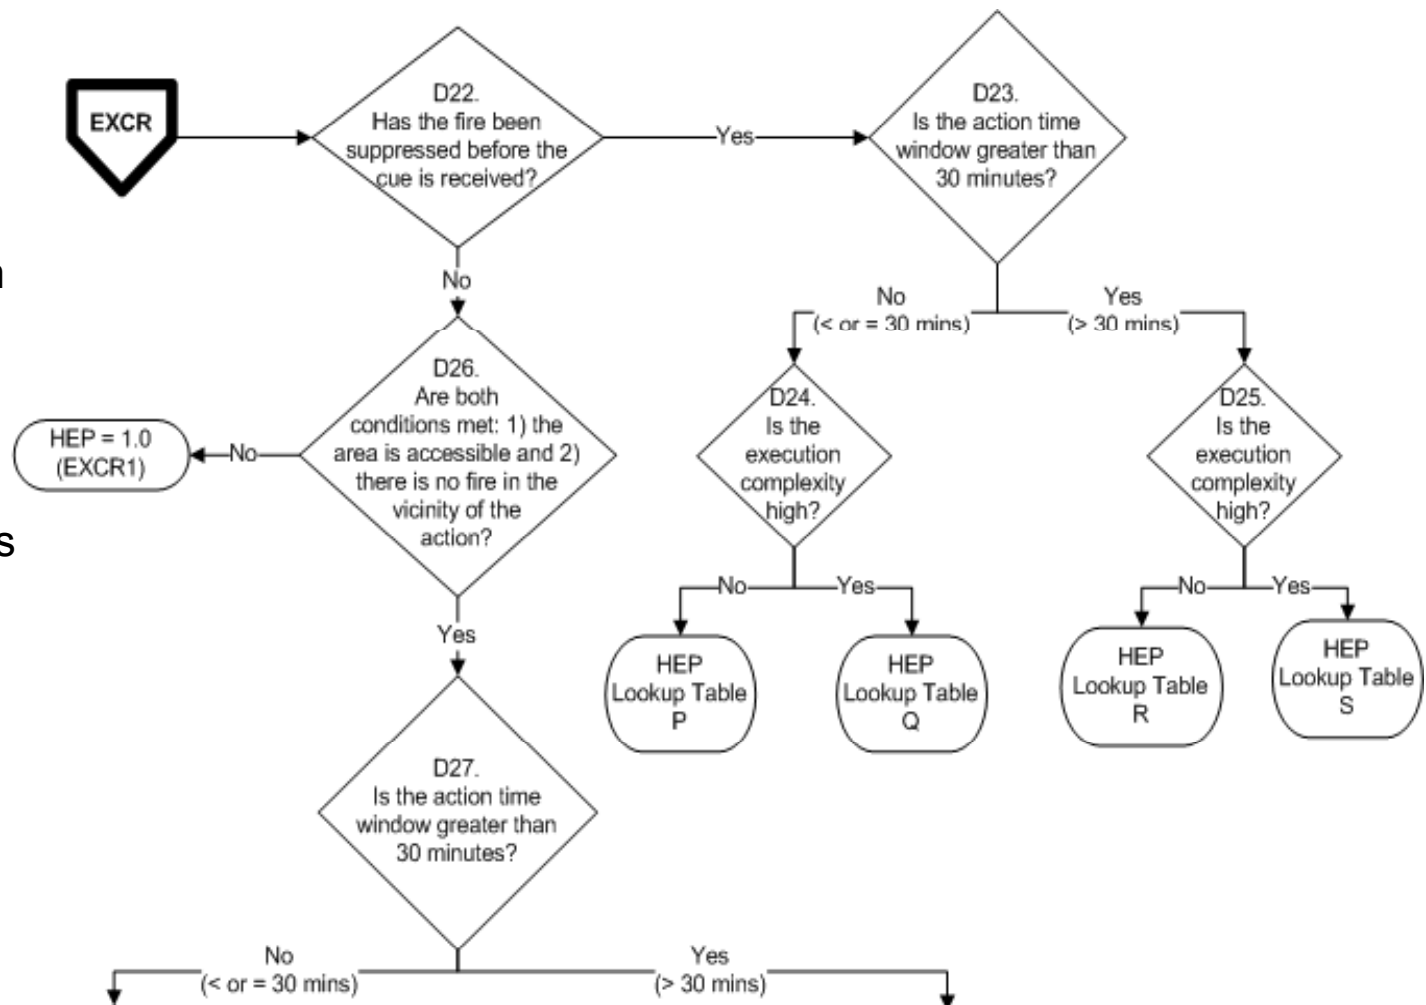 EXCR
D22.
Has the fire been
suppressed before the
cue is received?
Yes
D23.
Is the action time
window greater than
30 minutes?
No
No
(< or = 30 mins)
Yes
(> 30 mins)
D26.
Are both
conditions met: 1) the
area is accessible and 2)
there is no fire in the
vicinity of the
action?
No
HEP = 1.0
(EXCR1)
D24.
Is the
execution
complexity
high?
D25.
Is the
execution
complexity
high?
No
Yes
No
Yes
HEP
Lookup Table
P
HEP
Lookup Table
Q
HEP
Lookup Table
R
HEP
Lookup Table
S
Yes
D27.
Is the action time
window greater than
30 minutes?
No
(< or = 30 mins)
Yes
(> 30 mins)
s